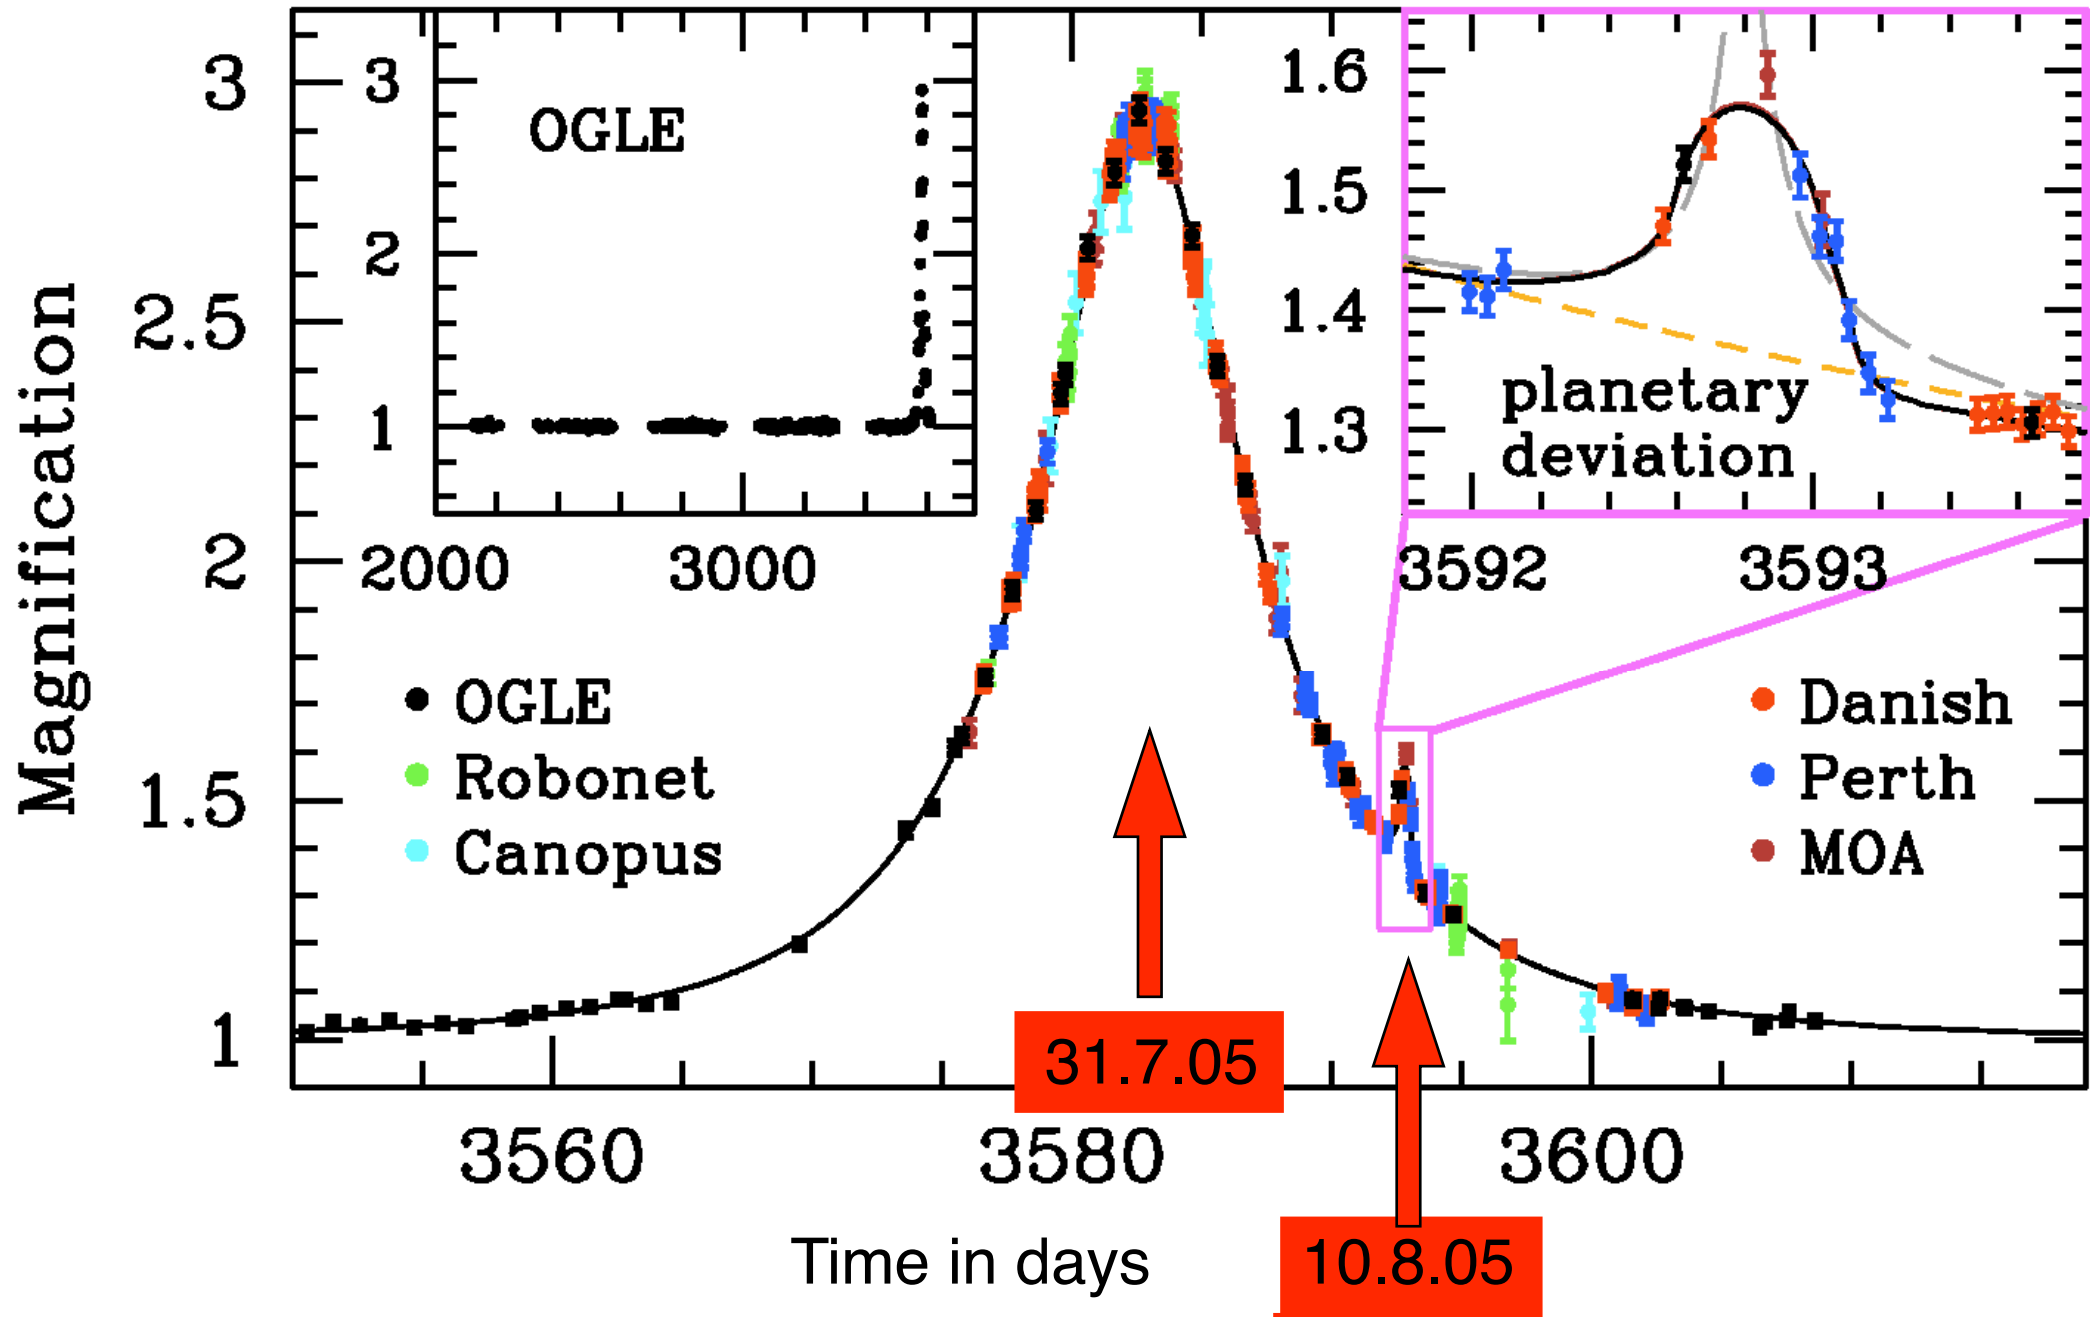 Magnification
3
2.5
2
1.5
1
3
2
1
OGLE
2000
3000
1.6
1.5
1.4
1.3
planetary
deviation
3592
3593
OGLE
Robonet
Canopus
Danish
Perth
MOA
31.7.05
10.8.05
3560
3580
3600
Time in days